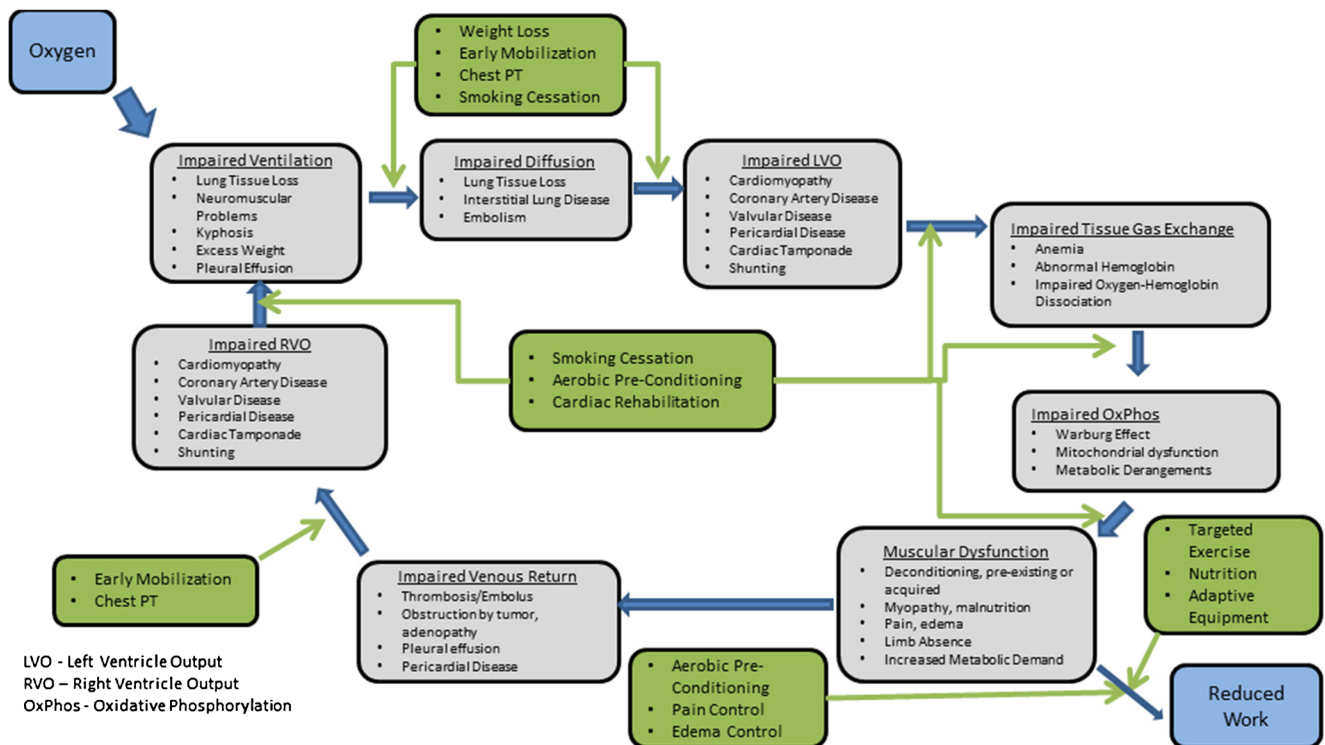 Oxygen
Weight Loss
Early Mobilization
Chest PT
Smoking Cessation
Impaired Ventilation
Lung Tissue Loss
Neuromuscular
Problems
Kyphosis
Excess Weight
Pleural Effusion
Impaired Diffusion
Lung Tissue Loss
Interstitial Lung Disease
Embolism
Impaired LVO
Cardiomyopathy
Coronary Artery Disease
Valvular Disease
Pericardial Disease
Cardiac Tamponade
Shunting
Impaired Tissue Gas Exchange
Anemia
Abnormal Hemoglobin
Impaired Oxygen-Hemoglobin
Dissociation
Impaired RVO
Cardiomyopathy
Coronary Artery Disease
Valvular Disease
Pericardial Disease
Cardiac Tamponade
Shunting
Smoking Cessation
Aerobic Pre-Conditioning
Cardiac Rehabilitation
Impaired OxPhos
Warburg Effect
Mitochondrial dysfunction
Metabolic Derangements
Early Mobilization
Chest PT
Impaired Venous Return
Thrombosis/Embolus
Obstruction by tumor,
adenopathy
Pleural effusion
Pericardial Disease
Muscular Dysfunction
Deconditioning, pre-existing or
acquired
Myopathy, malnutrition
Pain, edema
Limb Absence
Increased Metabolic Demand
Targeted
Exercise
Nutrition
Adaptive
Equipment
Aerobic Pre-
Conditioning
Pain Control
Edema Control
Reduced
Work
LVO - Left Ventricle Output
RVO – Right Ventricle Output
OxPhos - Oxidative Phosphorylation